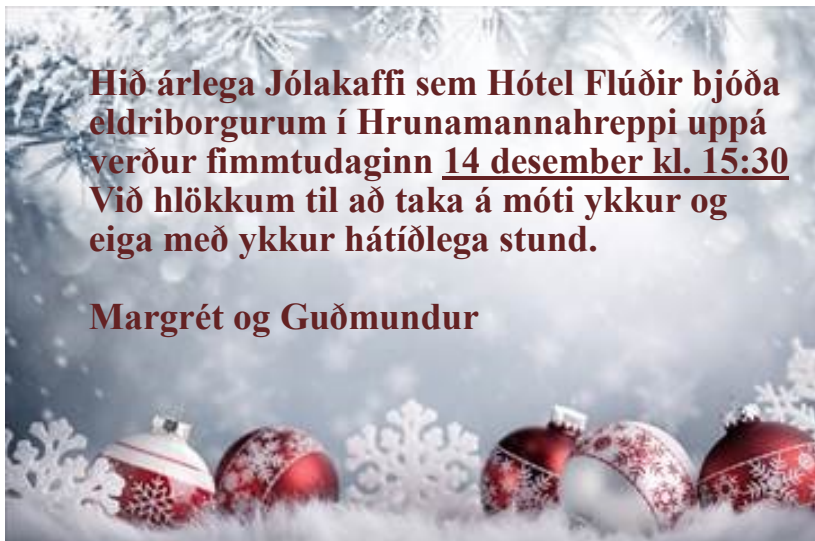 Hið árlega Jólakaffi sem Hótel Flúðir bjóða
eldriborgurum í Hrunamannahreppi uppá
verður fimmtudaginn 14 desember kl. 15:30
Við hlökkum til að taka á móti ykkur og
eiga með ykkur hátíðlega stund.
Margrét og Guðmundur